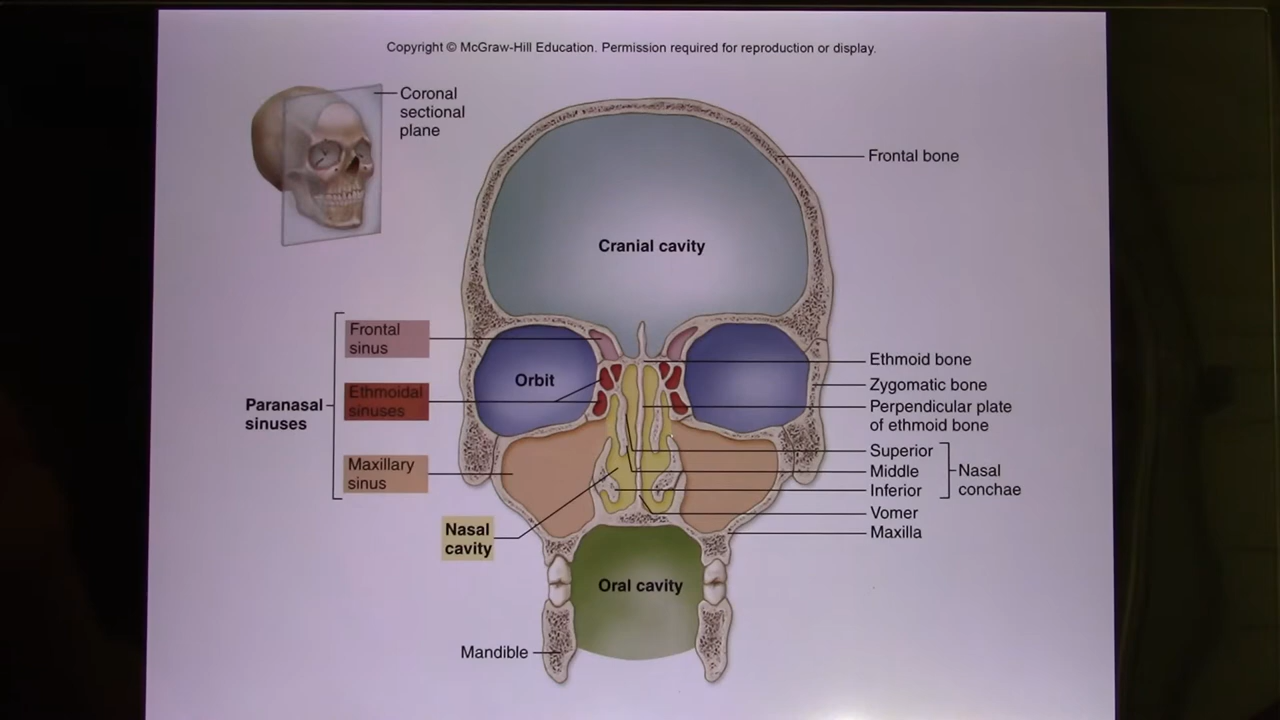 Copyright © McGraw-Hill Education. Permission required for reproduction or display.
Coronal
sectional
plane
Frontal bone
Cranial cavity
Frontal
sinus
Ethmoidal
sinuses
Maxillary
sinus
Paranasal
sinuses
Orbit
Ethmoid bone
Zygomatic bone
Perpendicular plate
of ethmoid bone
Superior
Middle
Inferior
Nasal
conchae
Vomer
Maxilla
Nasal
cavity
Oral cavity
Mandible